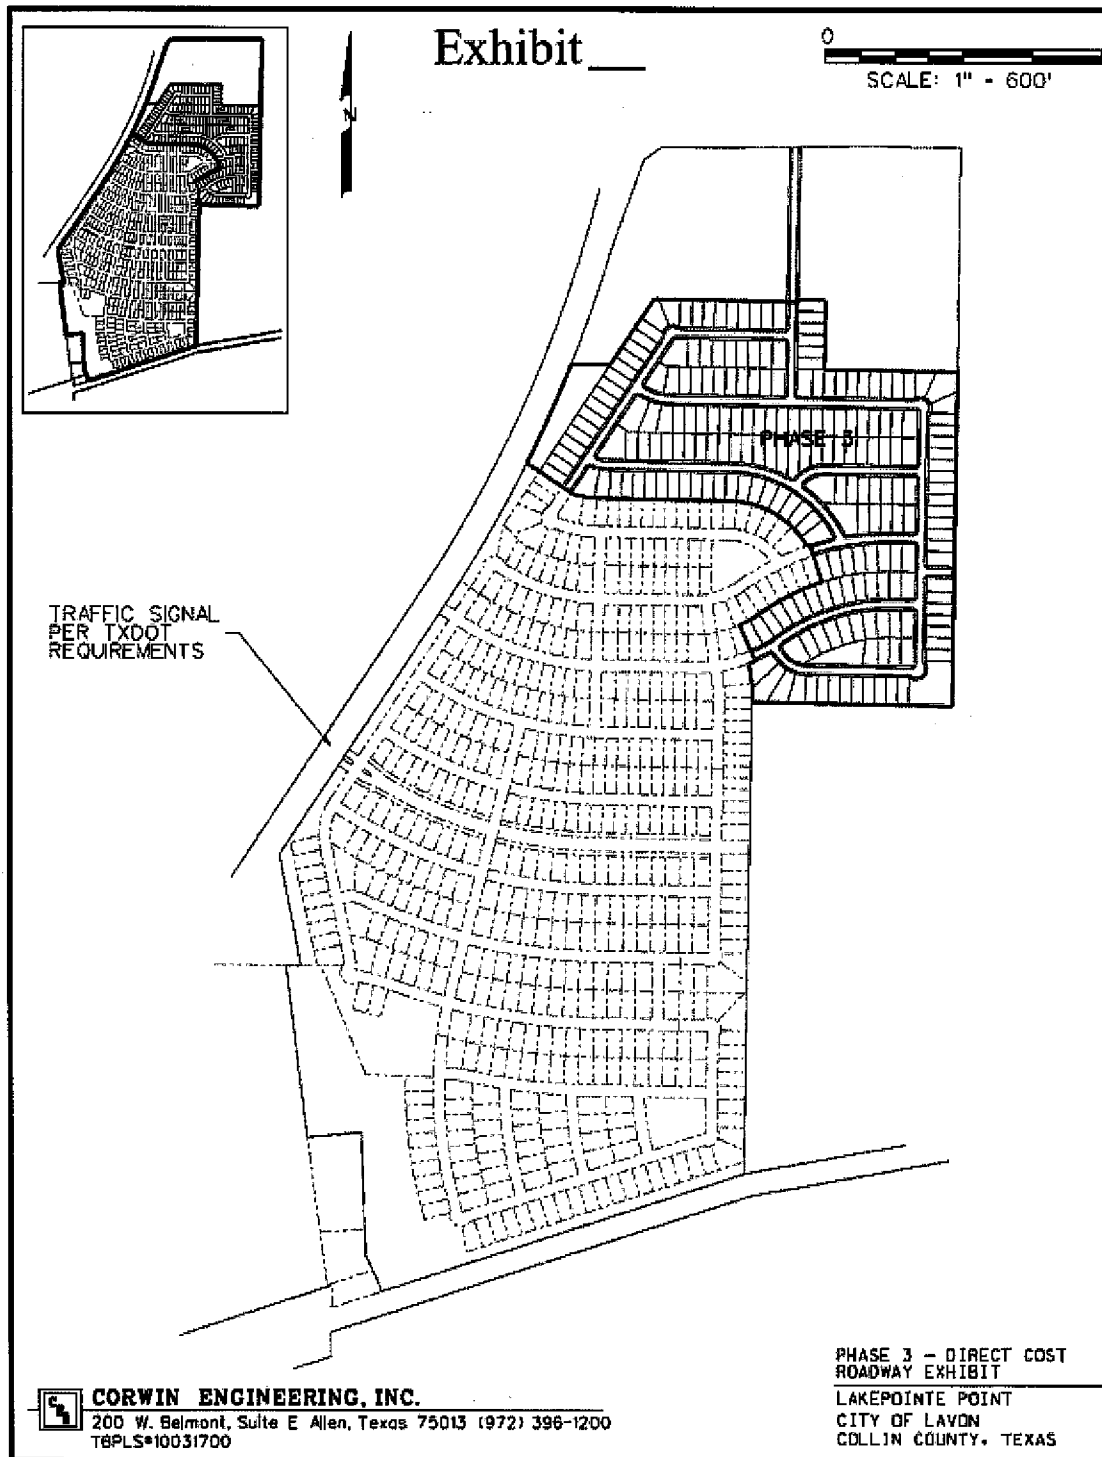 Exhibit__
0
SCALE: 1" - 600'
N
PHASE 3
TRAFFIC SIGNAL
PER TXDOT
REQUIREMENTS
PHASE 3 - DIRECT COST
ROADWAY EXHIBIT
LAKEPOINTE POINT
CITY OF LAVON
COLLIN COUNTY, TEXAS
CORWIN ENGINEERING, INC.
200 W. Belmont, Suite E Allen, Texas 75013 (972) 396-1200
TBPLS#10031700